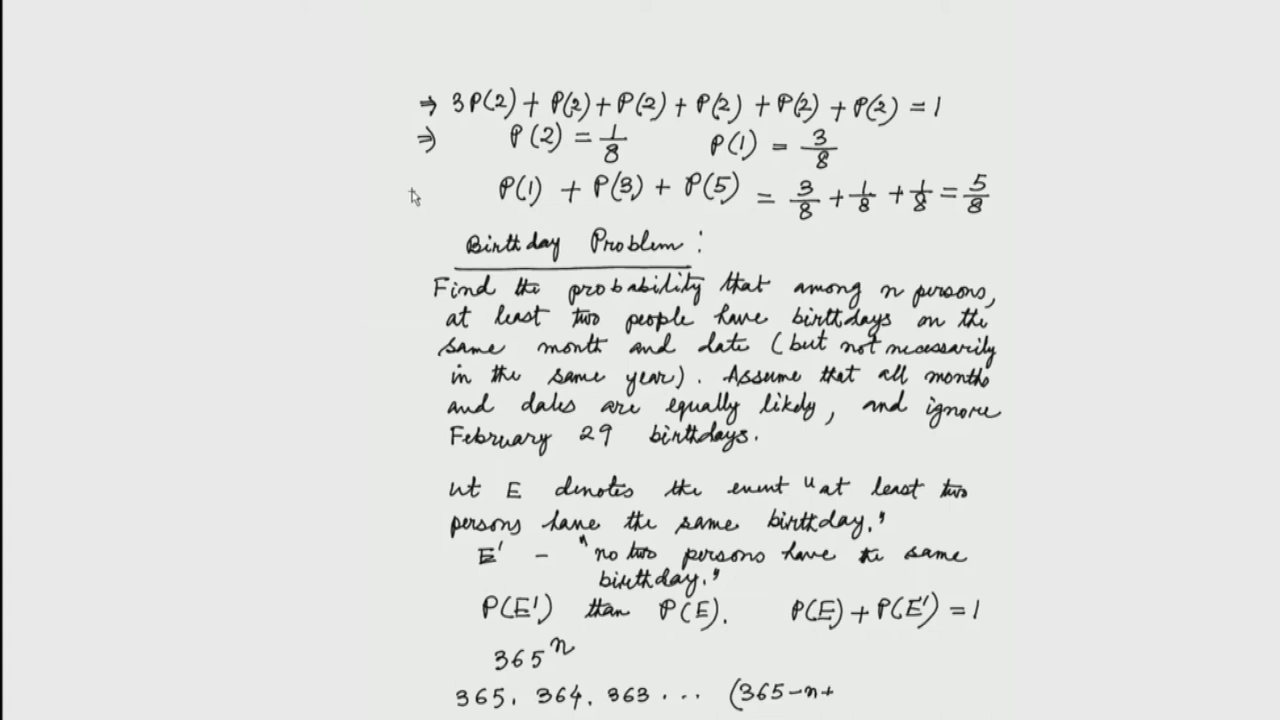 ⇒ 3P(2) + P(2) + P(2) + P(2) + P(2) + P(2) = 1
⇒ P(2) = 1/8 P(1) = 3/8
P(1) + P(3) + P(5) = 3/8 + 1/8 + 1/8 = 5/8
Birthday Problem :
Find the probability that among n persons,
at least two people have birthdays on the
same month and date (but not necessarily
in the same year). Assume that all months
and dates are equally likely, and ignore
February 29 birthdays.
Let E denotes the event "at least two
persons have the same birthday."
E' - "no two persons have the same
birthday."
P(E') than P(E). P(E) + P(E') = 1
365ⁿ
365. 364. 363 ... (365-n+